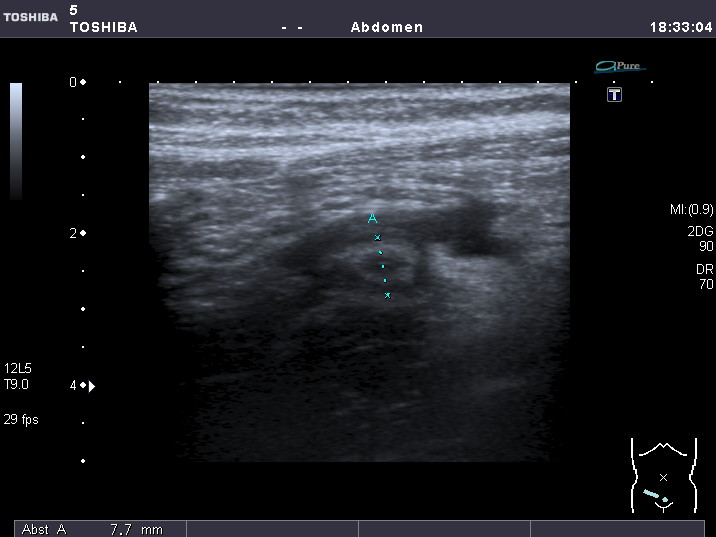 TOSHIBA
5
TOSHIBA - - Abdomen 18:33:04
0
aPure
T
A
MI:(0.9)
2
2DG
90
DR
70
12L5
T9.0
4
29 fps
Abst A 7.7 mm